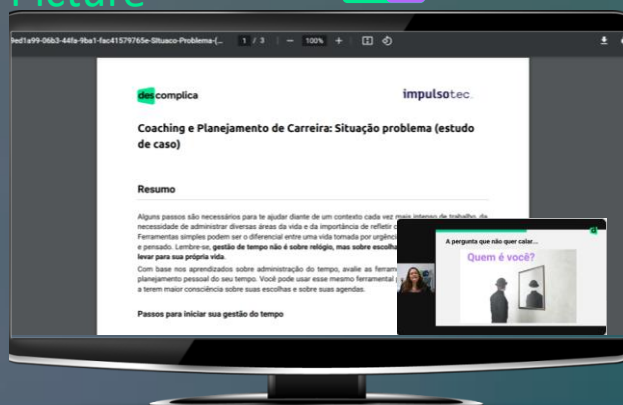 Picture
9ed1a99-06b3-44fa-9ba1-fac41579765e-Situaco-Problema-(... 1 / 3 − 100% +
descomplica
impulsotec.
Coaching e Planejamento de Carreira: Situação problema (estudo
de caso)
Resumo
Alguns passos são necessários para te ajudar diante de um contexto cada vez mais intenso de trabalho, da
necessidade de administrar diversas áreas da vida e da importância de refletir
Ferramentas simples podem ser o diferencial entre uma vida tomada por urgênci
e pensado. Lembre-se, gestão de tempo não é sobre relógio, mas sobre escolha
levar para sua própria vida.
Com base nos aprendizados sobre administração do tempo, avalie as ferram
planejamento pessoal do seu tempo. Você pode usar esse mesmo ferramental
a terem maior consciência sobre suas escolhas e sobre suas agendas.
Passos para iniciar sua gestão do tempo
A pergunta que não quer calar...
Quem é você?